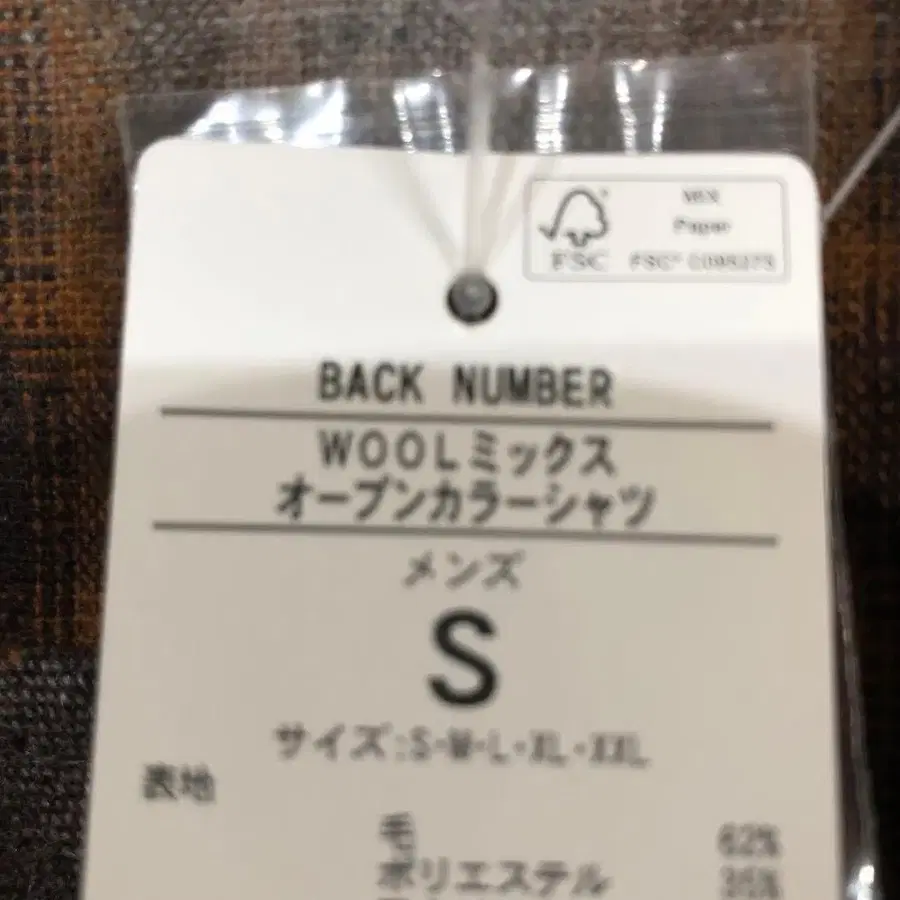 MIX
Paper
FSC
BACK NUMBER
WOOLミックス
オープンカラーシャツ
メンズ
S
サイズ:S・M・L・XL・XXL
表地
毛 62%
ポリエステル 35%